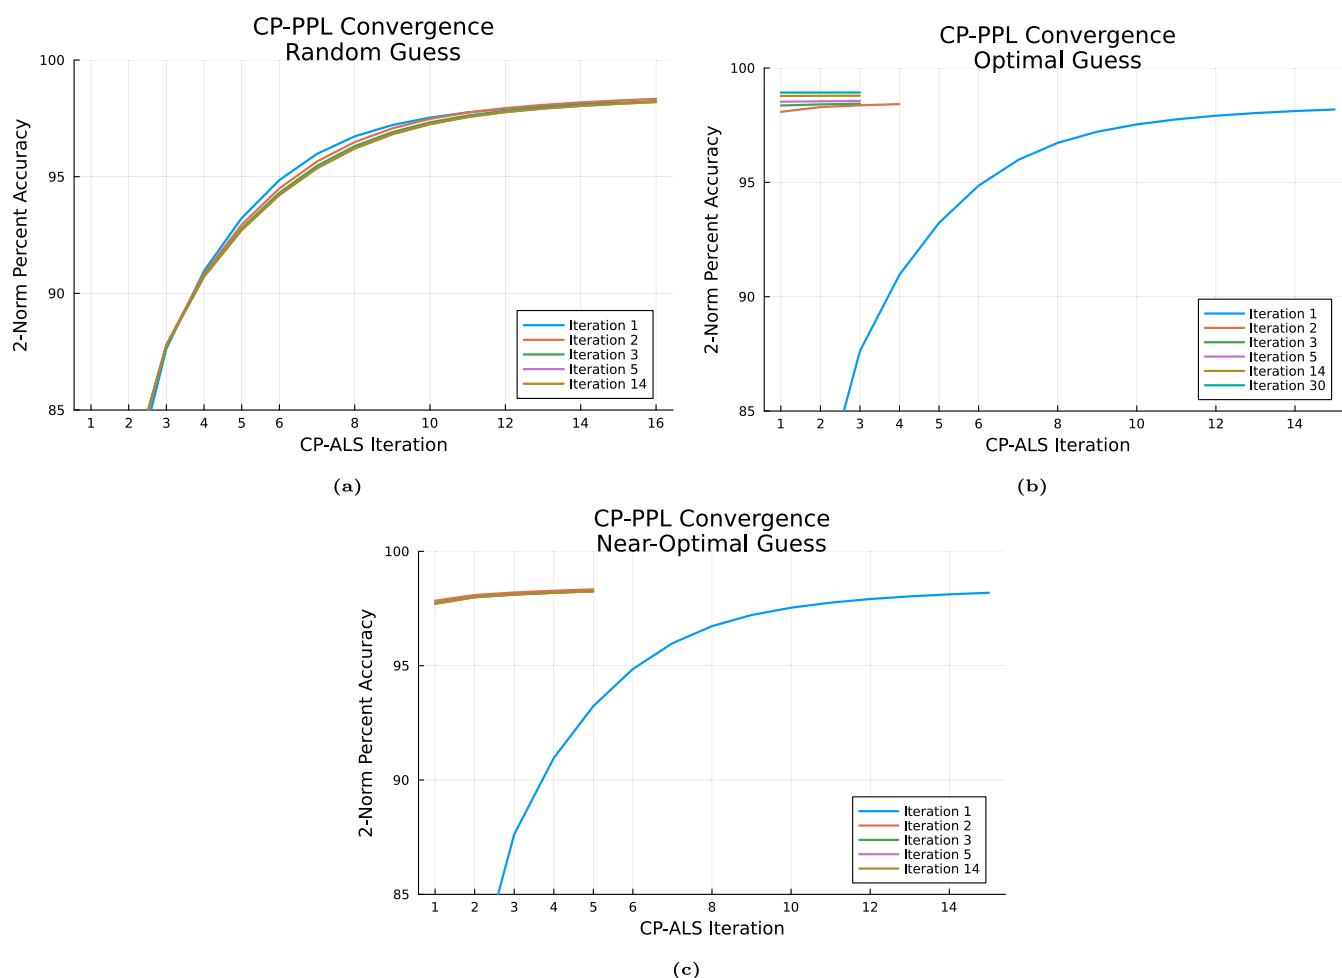 CP-PPL Convergence
Random Guess
2-Norm Percent Accuracy
100
95
90
85
1 2 3 4 5 6 8 10 12 14 16
CP-ALS Iteration
Iteration 1
Iteration 2
Iteration 3
Iteration 5
Iteration 14
(a)
CP-PPL Convergence
Optimal Guess
2-Norm Percent Accuracy
100
95
90
85
1 2 3 4 5 6 8 10 12 14
CP-ALS Iteration
Iteration 1
Iteration 2
Iteration 3
Iteration 5
Iteration 14
Iteration 30
(b)
CP-PPL Convergence
Near-Optimal Guess
2-Norm Percent Accuracy
100
95
90
85
1 2 3 4 5 6 8 10 12 14
CP-ALS Iteration
Iteration 1
Iteration 2
Iteration 3
Iteration 5
Iteration 14
(c)